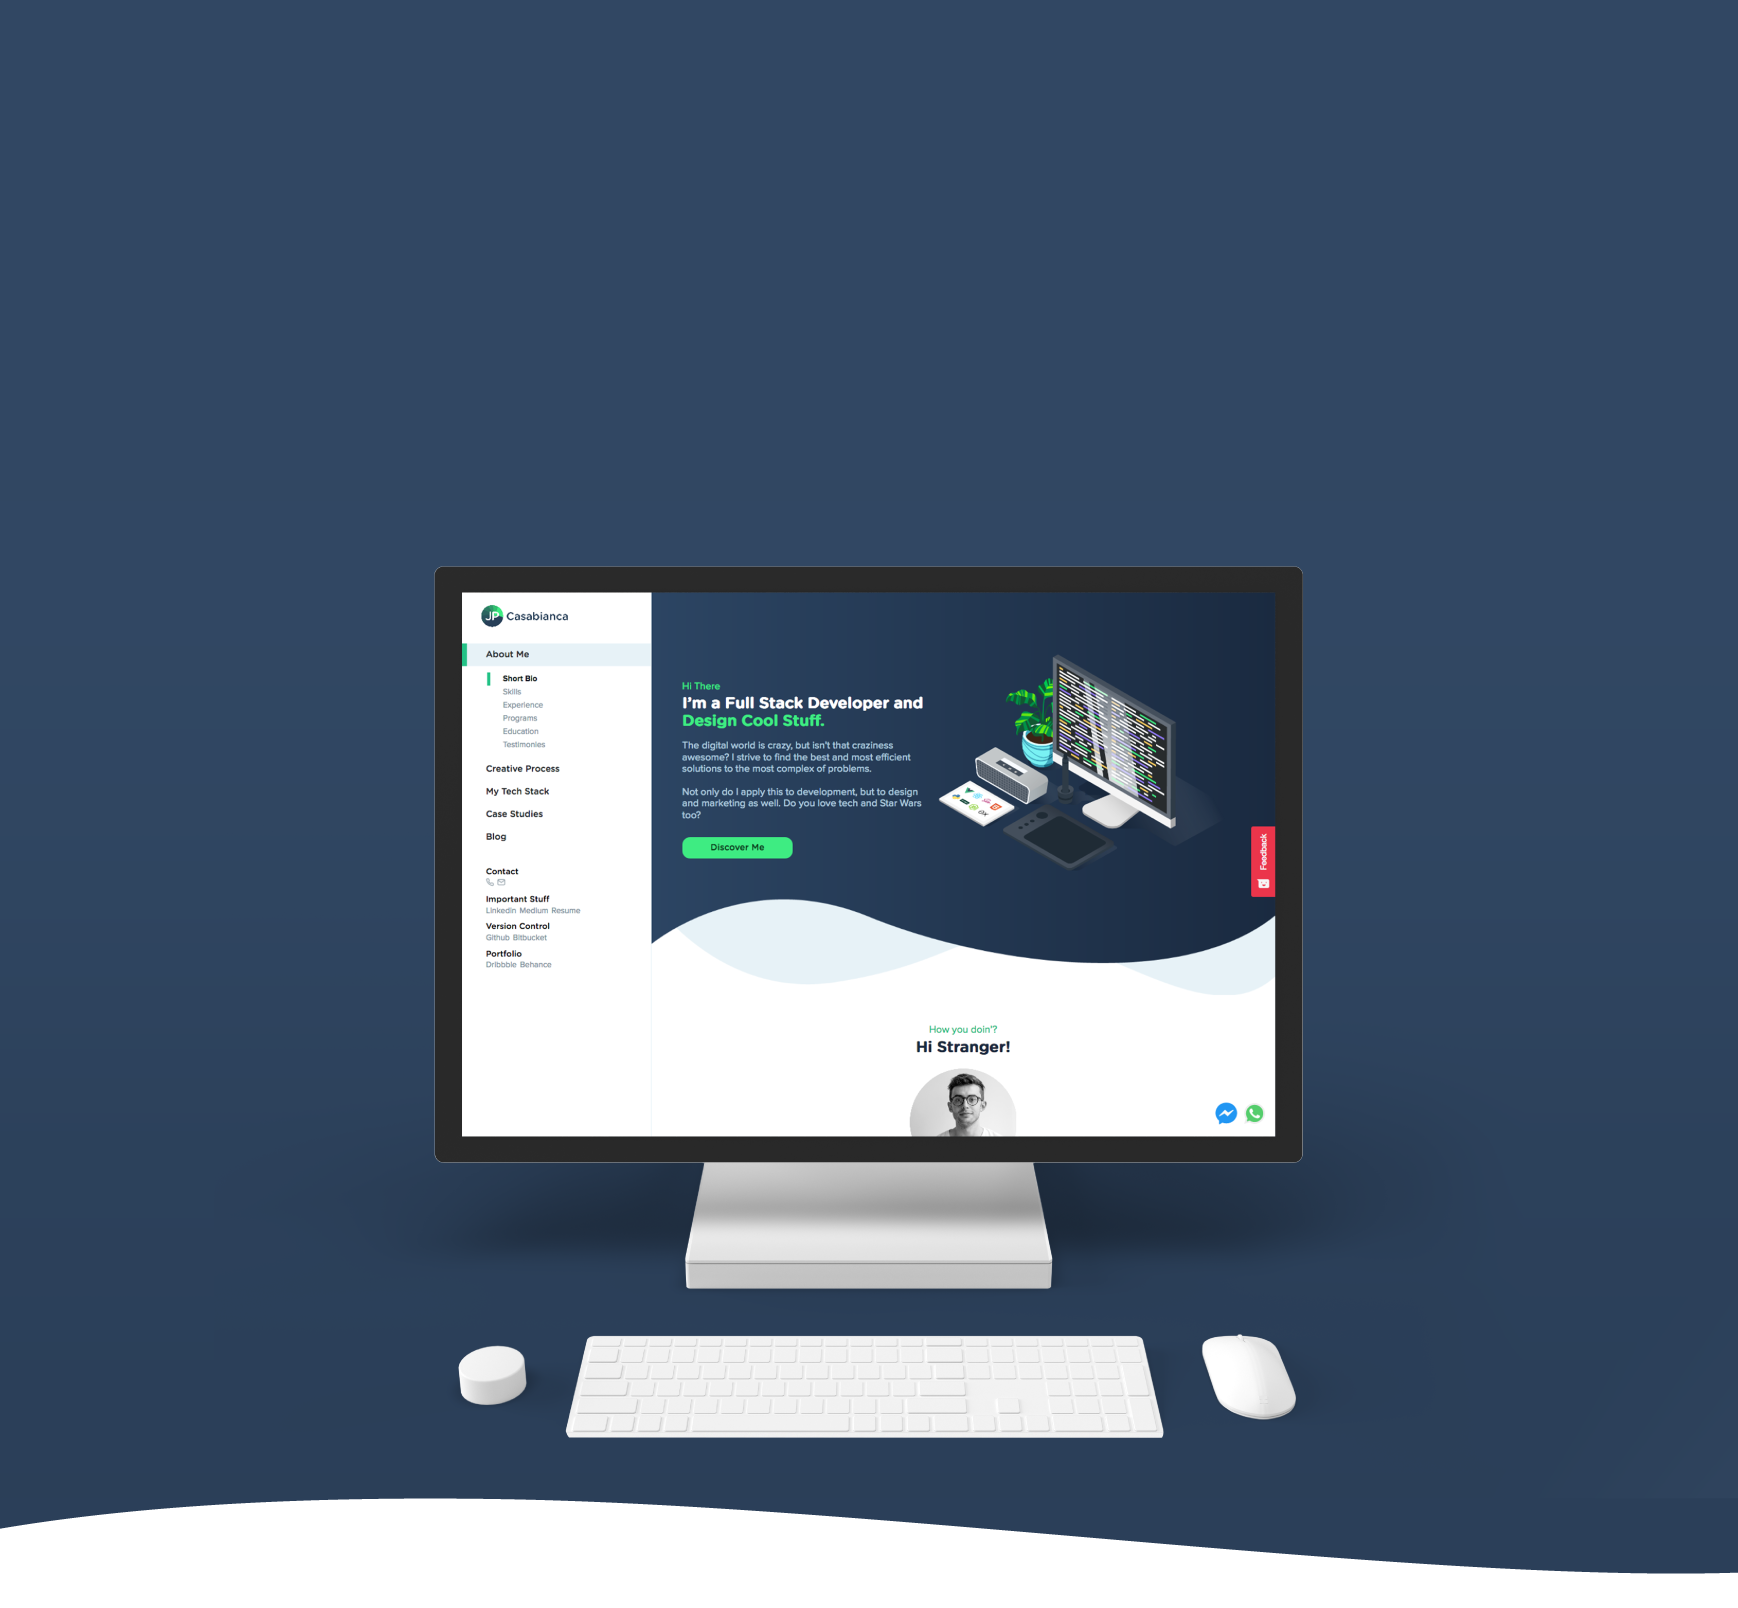 JP Casabianca
About Me
Short Bio
Skills
Experience
Programs
Education
Testimonies
Creative Process
My Tech Stack
Case Studies
Blog
Contact
Important Stuff
Linkedin Medium Resume
Version Control
Github Bitbucket
Portfolio
Dribbble Behance
Hi There
I'm a Full Stack Developer and
Design Cool Stuff.
The digital world is crazy, but isn't that craziness
awesome? I strive to find the best and most efficient
solutions to the most complex of problems.
Not only do I apply this to development, but to design
and marketing as well. Do you love tech and Star Wars
too?
Discover Me
Feedback
How you doin'?
Hi Stranger!